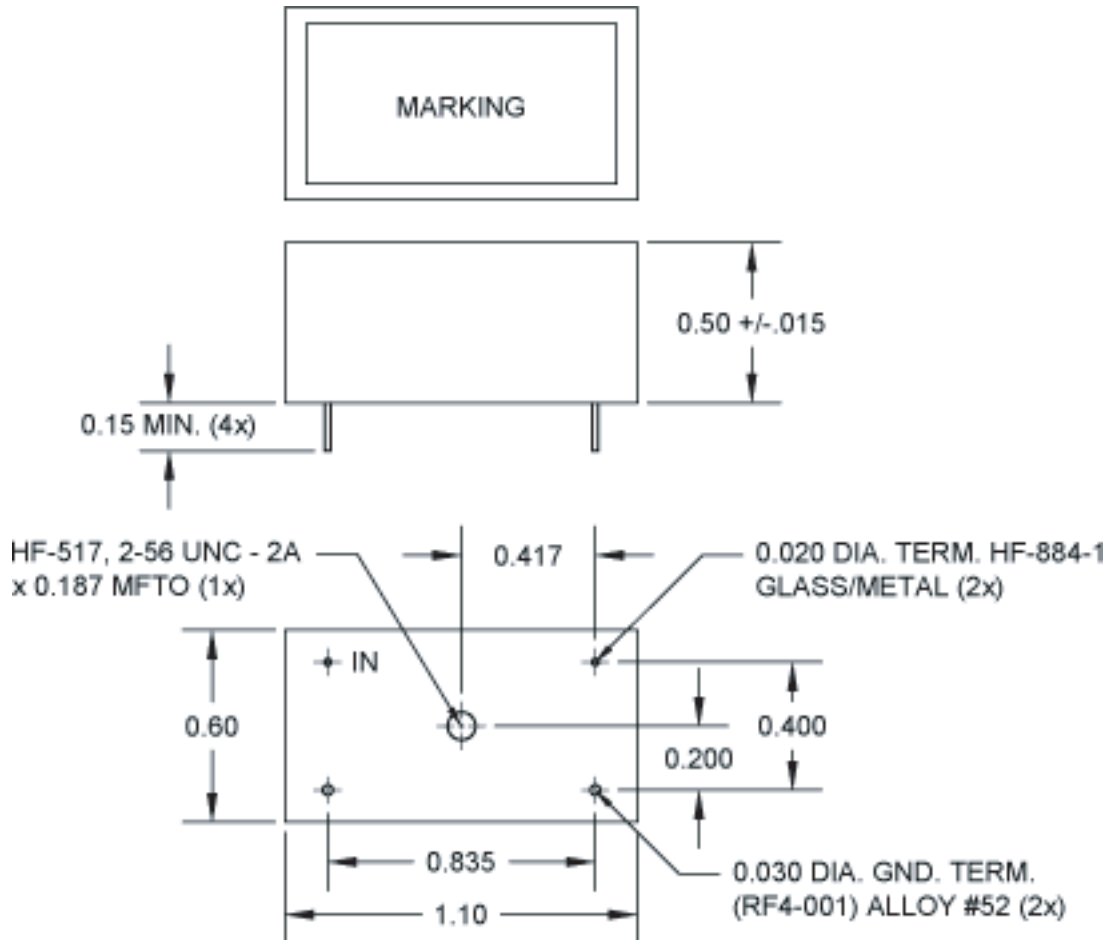 MARKING
0.50 +/-.015
0.15 MIN. (4x)
HF-517, 2-56 UNC - 2A
x 0.187 MFTO (1x)
0.417
0.020 DIA. TERM. HF-884-1
GLASS/METAL (2x)
IN
0.60
0.400
0.200
0.835
1.10
0.030 DIA. GND. TERM.
(RF4-001) ALLOY #52 (2x)